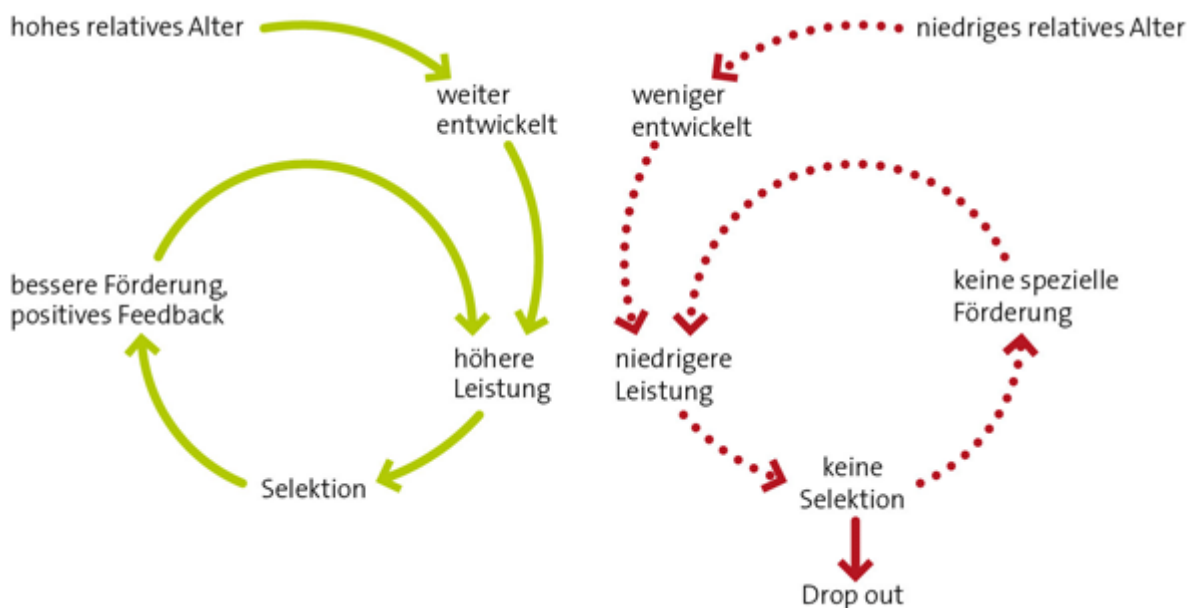 hohes relatives Alter
weiter
entwickelt
bessere Förderung,
positives Feedback
höhere
Leistung
Selektion
niedriges relatives Alter
weniger
entwickelt
keine spezielle
Förderung
niedrigere
Leistung
keine
Selektion
Drop out